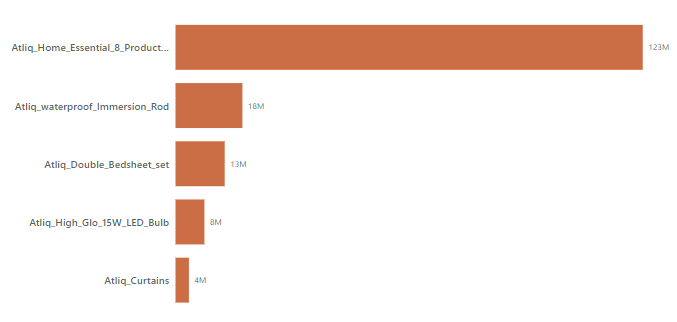 Atliq_Home_Essential_8_Product... 123M
Atliq_waterproof_Immersion_Rod 18M
Atliq_Double_Bedsheet_set 13M
Atliq_High_Glo_15W_LED_Bulb 8M
Atliq_Curtains 4M